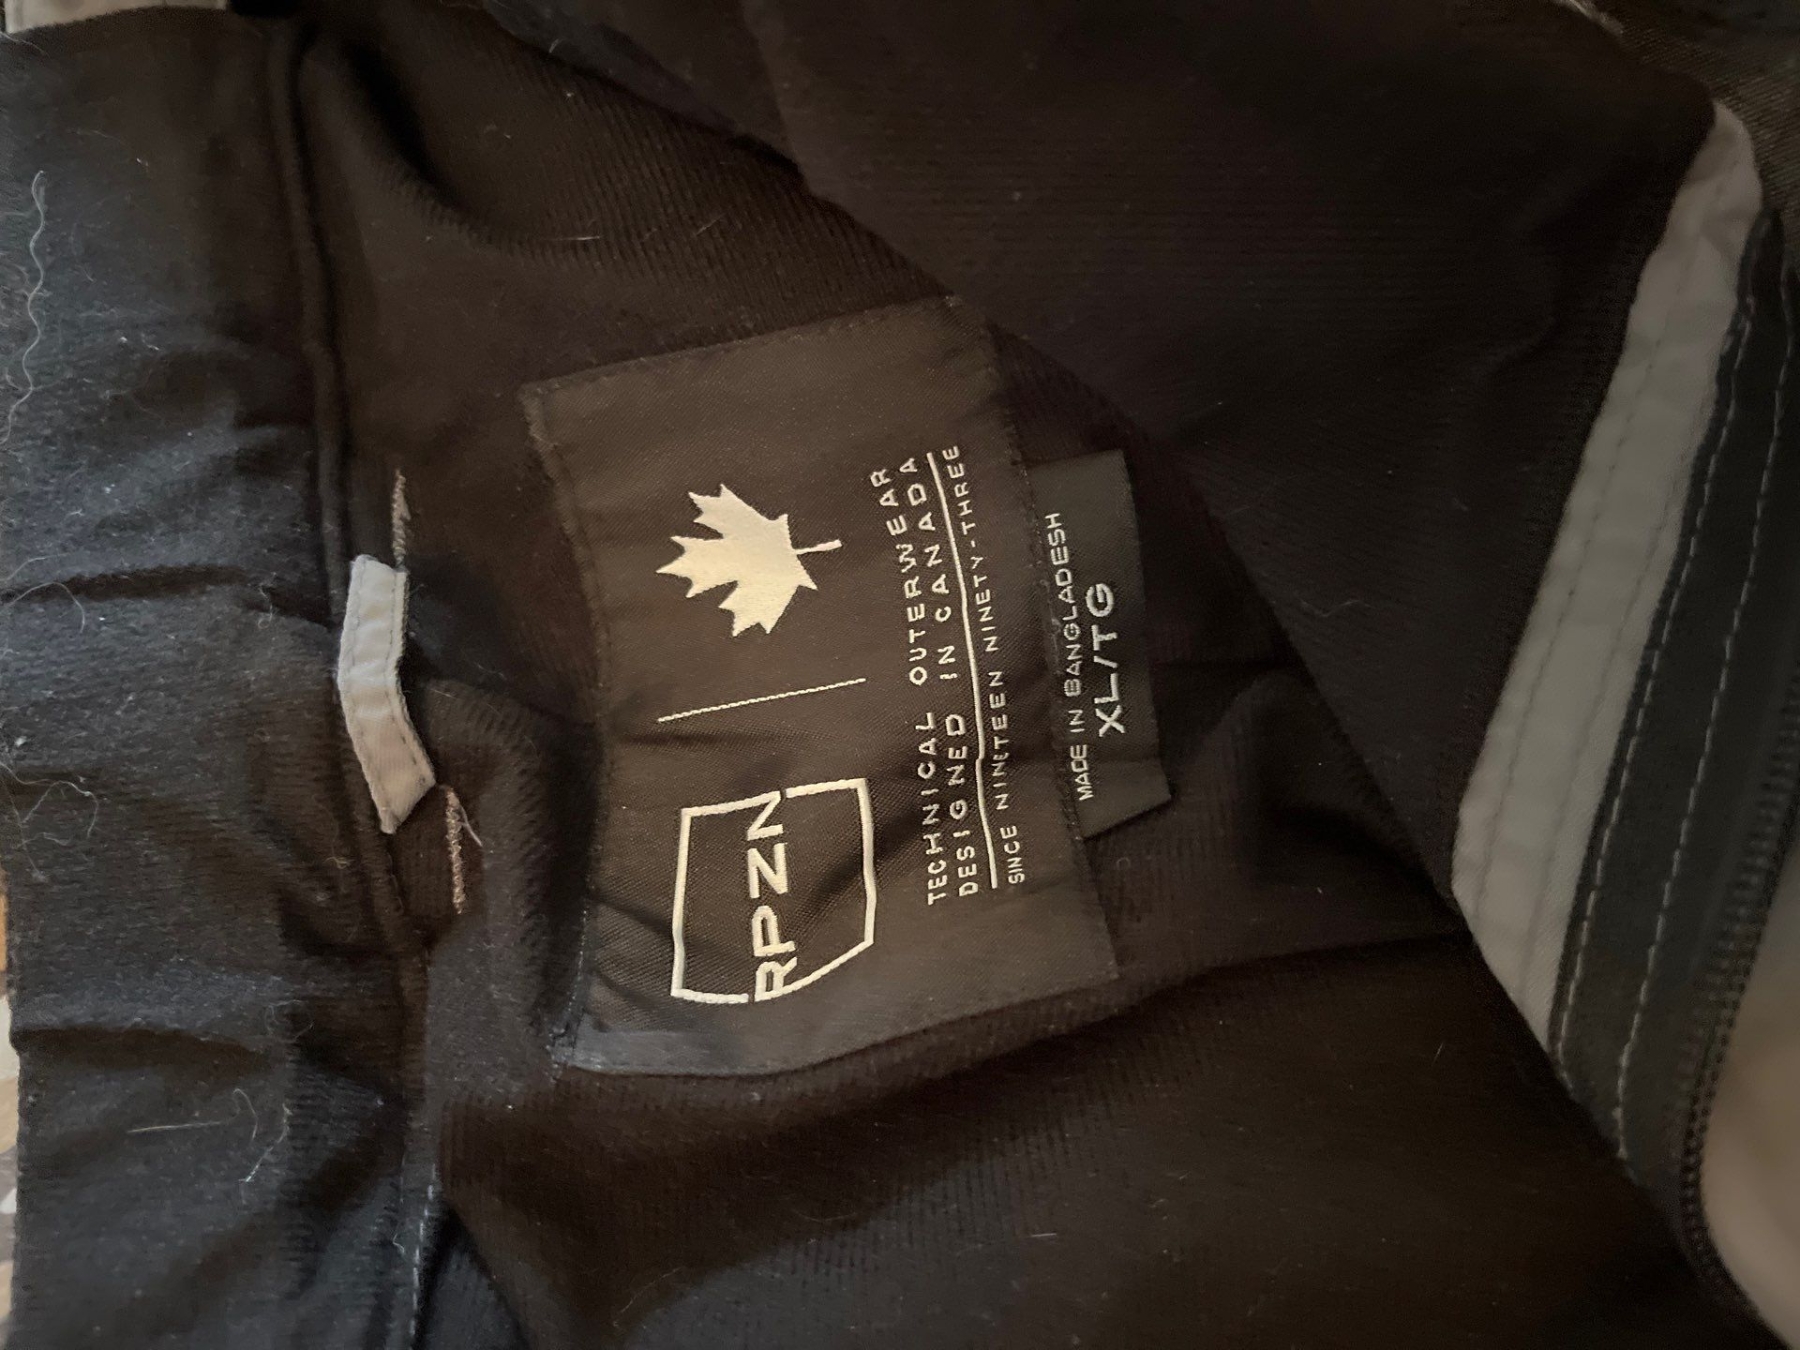 RPZN
TECHNICAL OUTERWEAR
DESIGNED IN CANADA
SINCE NINETEEN NINETY-THREE
MADE IN BANGLADESH
XL/TG